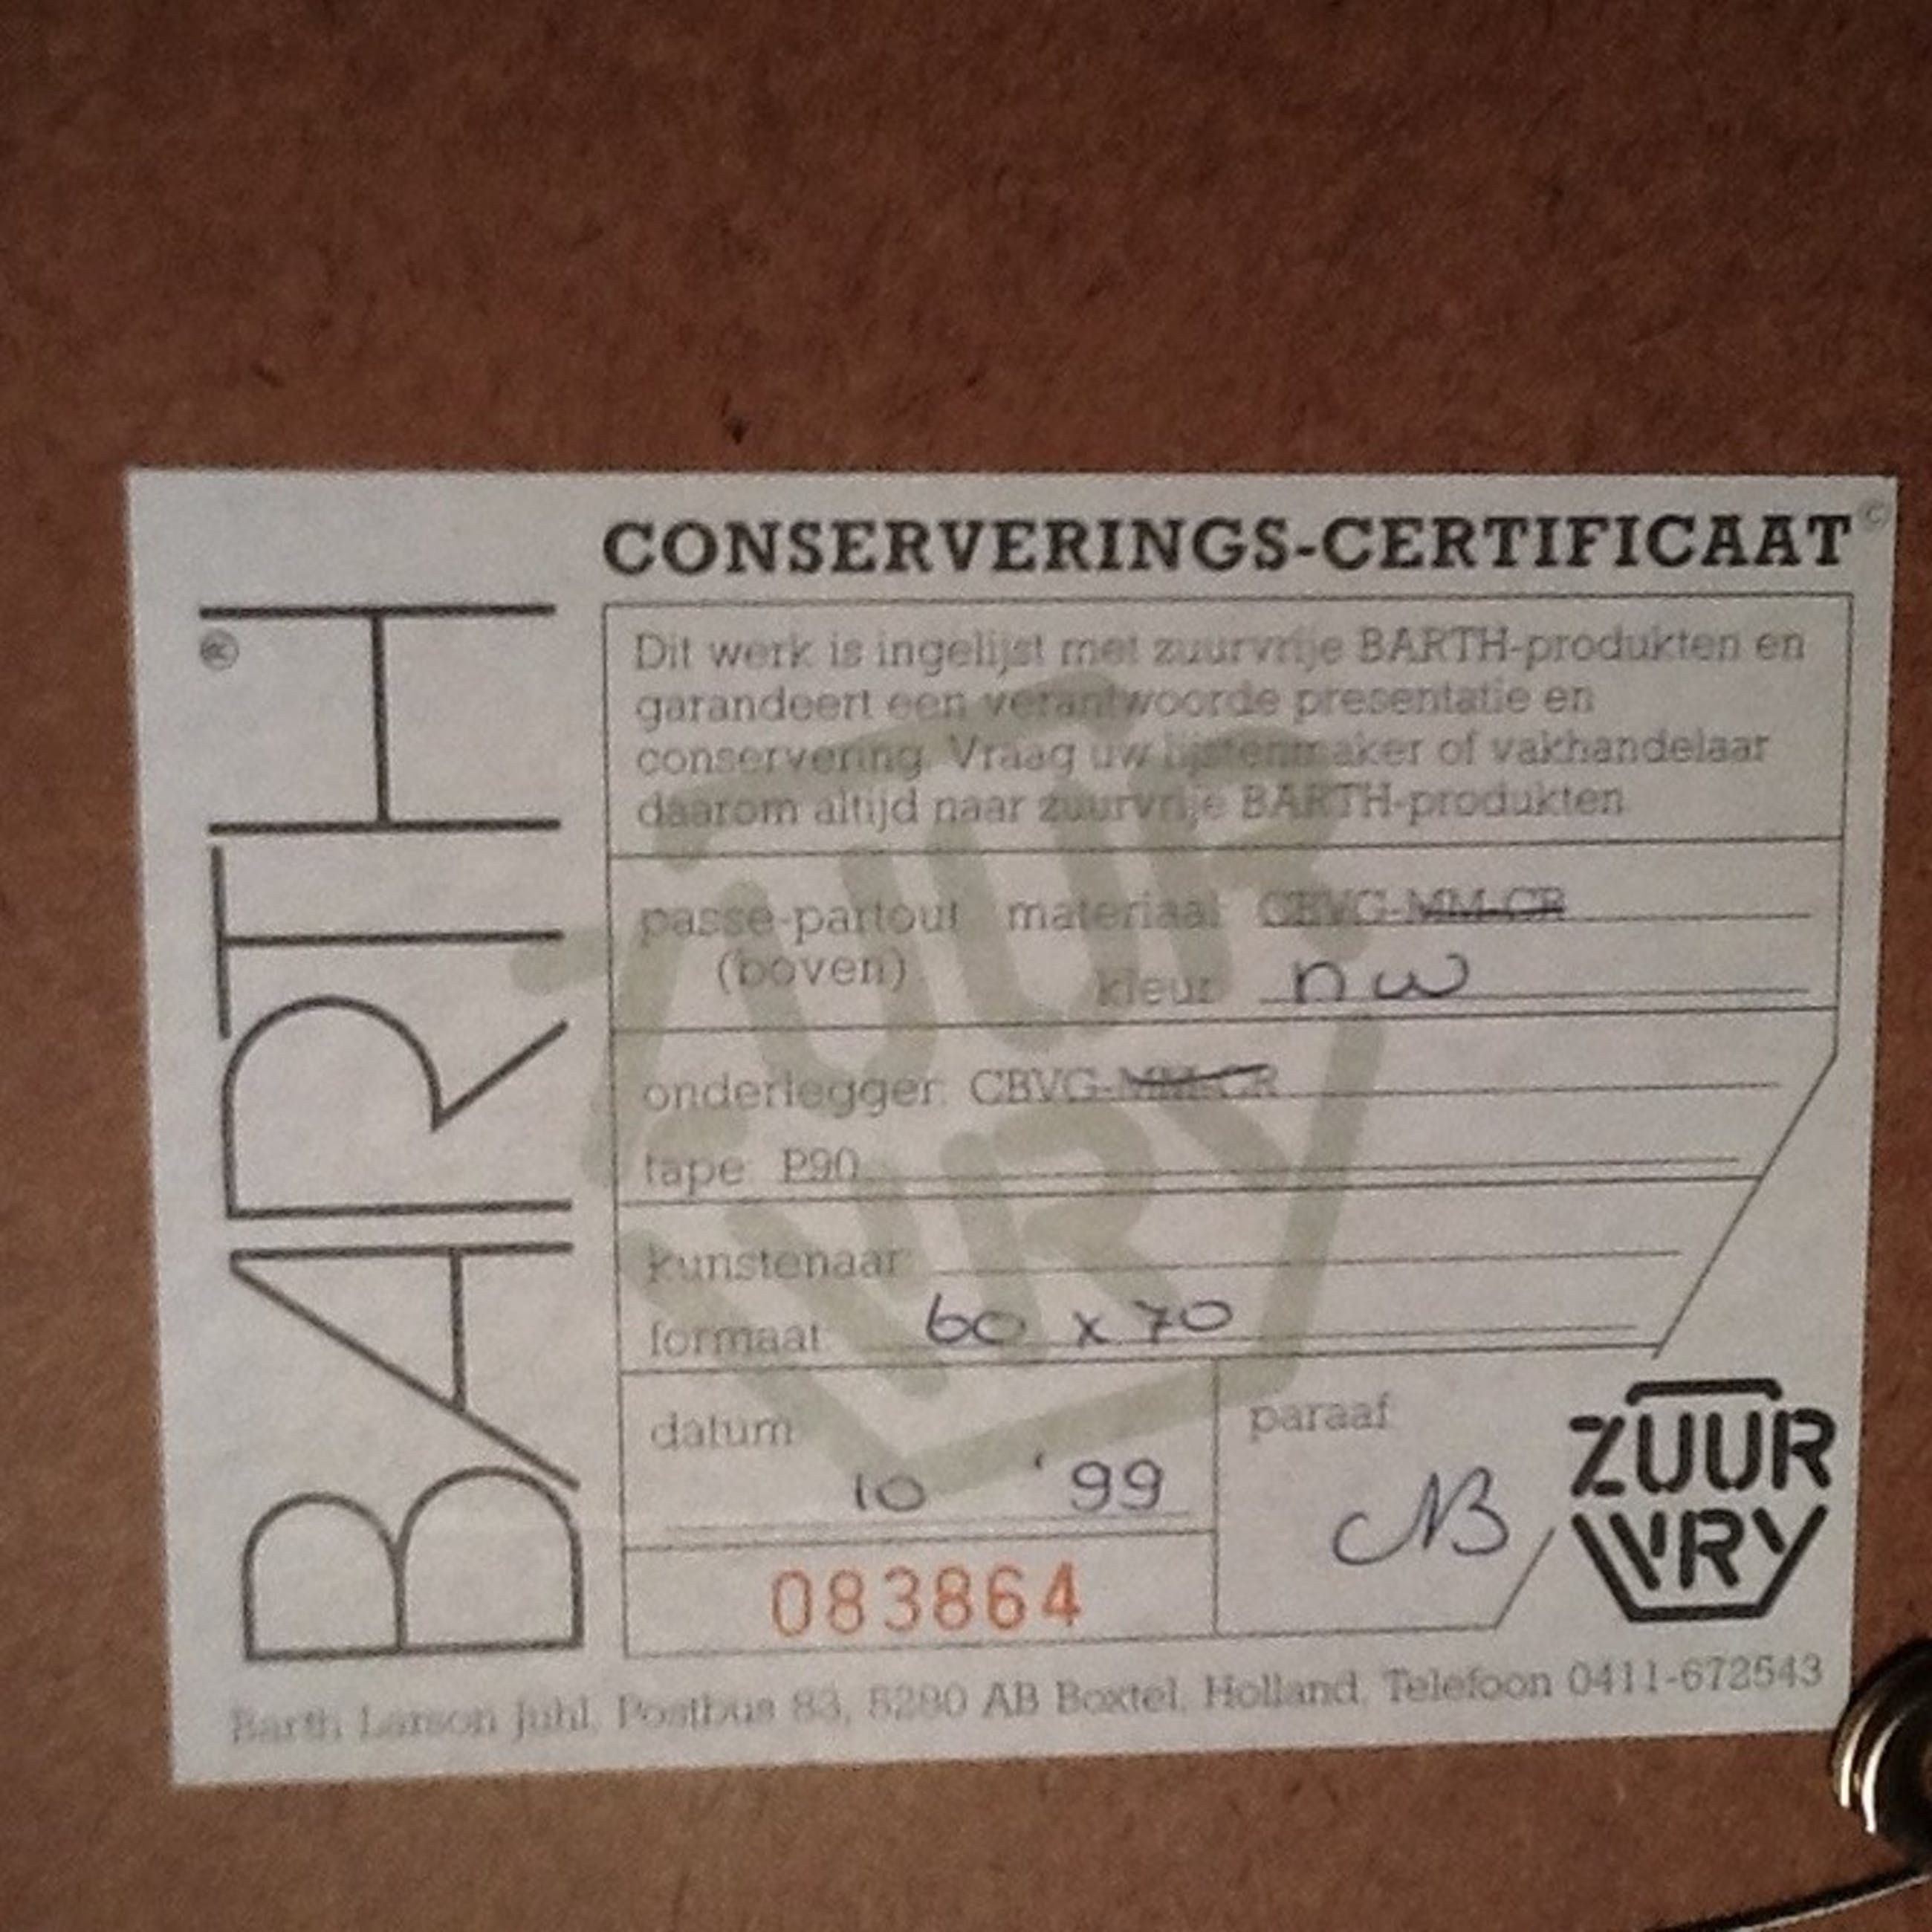 BARTH®
CONSERVERINGS-CERTIFICAAT©
Dit werk is ingelijst met zuurvrije BARTH-produkten en
garandeert een verantwoorde presentatie en
conservering. Vraag uw lijstenmaker of vakhandelaar
daarom altijd naar zuurvrije BARTH-produkten
passe-partout materiaal CBVG-MM-CR
(boven) kleur nw
onderlegger CBVG-MM-CR
tape P90
kunstenaar
formaat 60 x 70
datum
10 '99
083864
paraaf
NB
ZUUR
VRY
ZUUR
VRY
Barth Larson Juhl, Postbus 83, 5280 AB Boxtel, Holland, Telefoon 0411-672543